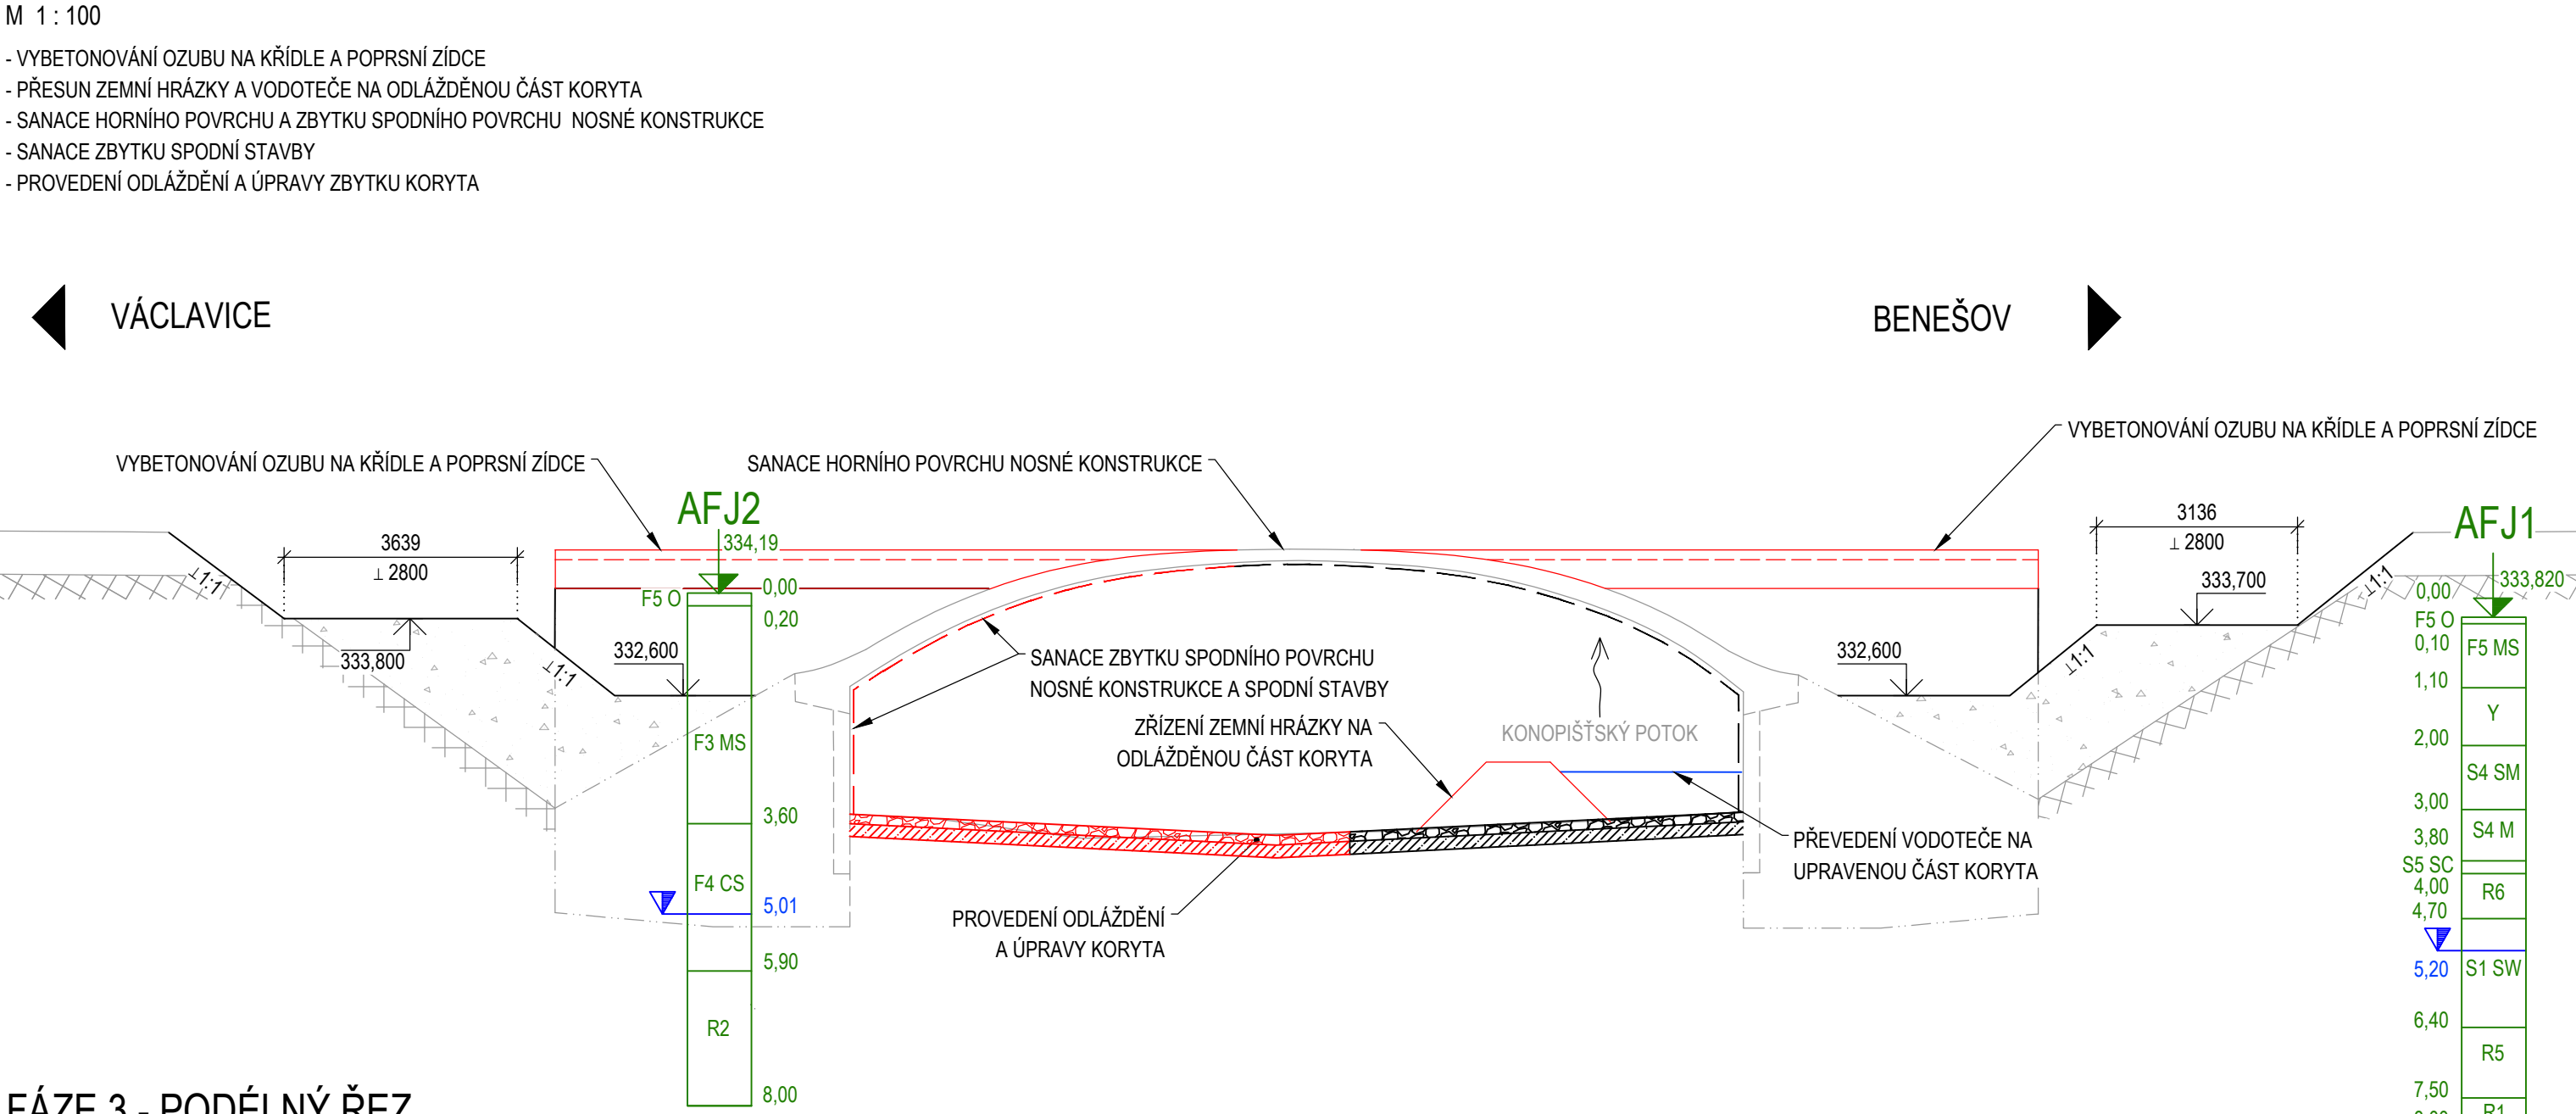 M 1 : 100
- VYBETONOVÁNÍ OZUBU NA KŘÍDLE A POPRSNÍ ZÍDCE
- PŘESUN ZEMNÍ HRÁZKY A VODOTEČE NA ODLÁŽDĚNOU ČÁST KORYTA
- SANACE HORNÍHO POVRCHU A ZBYTKU SPODNÍHO POVRCHU NOSNÉ KONSTRUKCE
- SANACE ZBYTKU SPODNÍ STAVBY
- PROVEDENÍ ODLÁŽDĚNÍ A ÚPRAVY ZBYTKU KORYTA
VÁCLAVICE
BENEŠOV
VYBETONOVÁNÍ OZUBU NA KŘÍDLE A POPRSNÍ ZÍDCE
SANACE HORNÍHO POVRCHU NOSNÉ KONSTRUKCE
VYBETONOVÁNÍ OZUBU NA KŘÍDLE A POPRSNÍ ZÍDCE
3639
⊥ 2800
⊥1:1
333,800
⊥1:1
332,600
AFJ2
334,19
0,00
F5 O
0,20
F3 MS
3,60
F4 CS
5,01
5,90
R2
8,00
SANACE ZBYTKU SPODNÍHO POVRCHU
NOSNÉ KONSTRUKCE A SPODNÍ STAVBY
ZŘÍZENÍ ZEMNÍ HRÁZKY NA
ODLÁŽDĚNOU ČÁST KORYTA
KONOPIŠŤSKÝ POTOK
PŘEVEDENÍ VODOTEČE NA
UPRAVENOU ČÁST KORYTA
PROVEDENÍ ODLÁŽDĚNÍ
A ÚPRAVY KORYTA
332,600
3136
⊥ 2800
333,700
⊥1:1
⊥1:1
AFJ1
333,820
0,00
F5 O
0,10
F5 MS
1,10
Y
2,00
S4 SM
3,00
S4 M
3,80
S5 SC
4,00
R6
4,70
5,20
S1 SW
6,40
R5
7,50
R1
FÁZE 3 - PODÉLNÝ ŘEZ